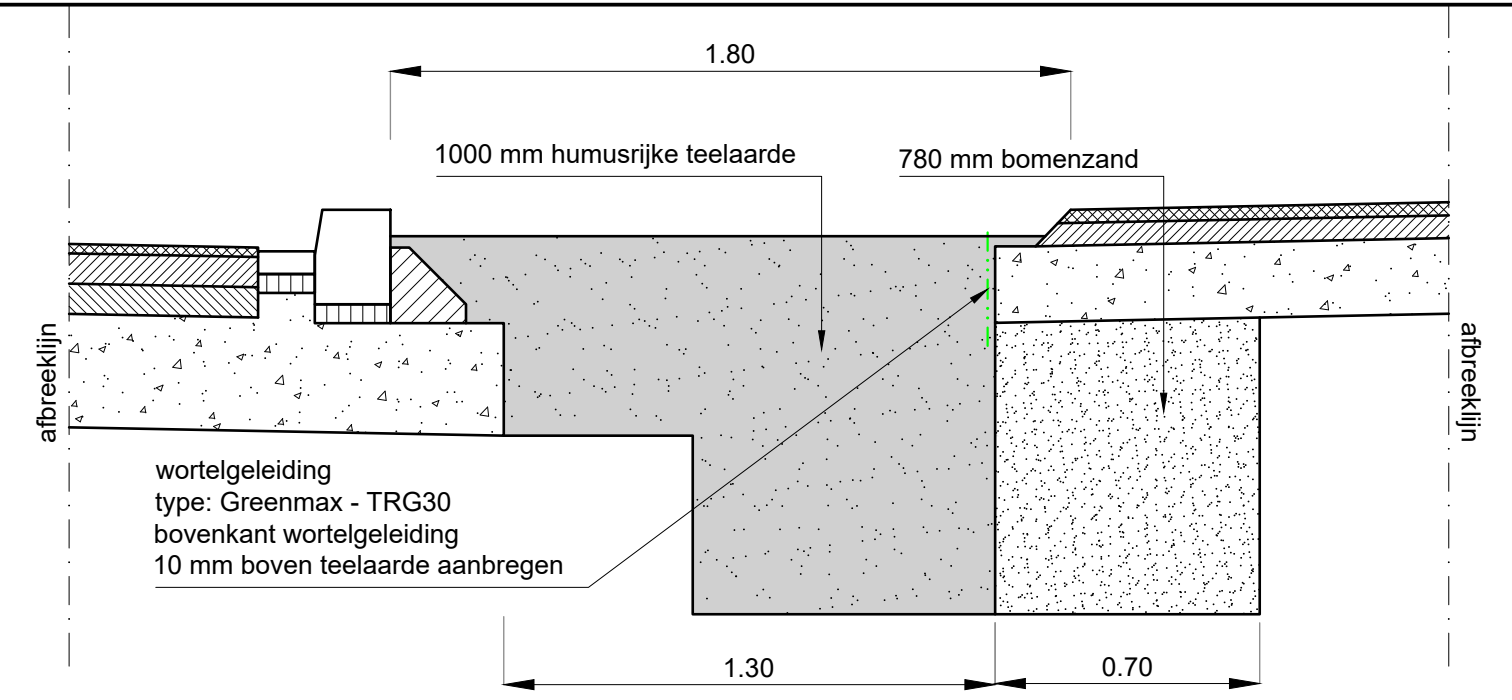 1.80
1000 mm humusrijke teelaarde
780 mm bomenzand
afbreeklijn
afbreeklijn
wortelgeleiding
type: Greenmax - TRG30
bovenkant wortelgeleiding
10 mm boven teelaarde aanbregen
1.30
0.70